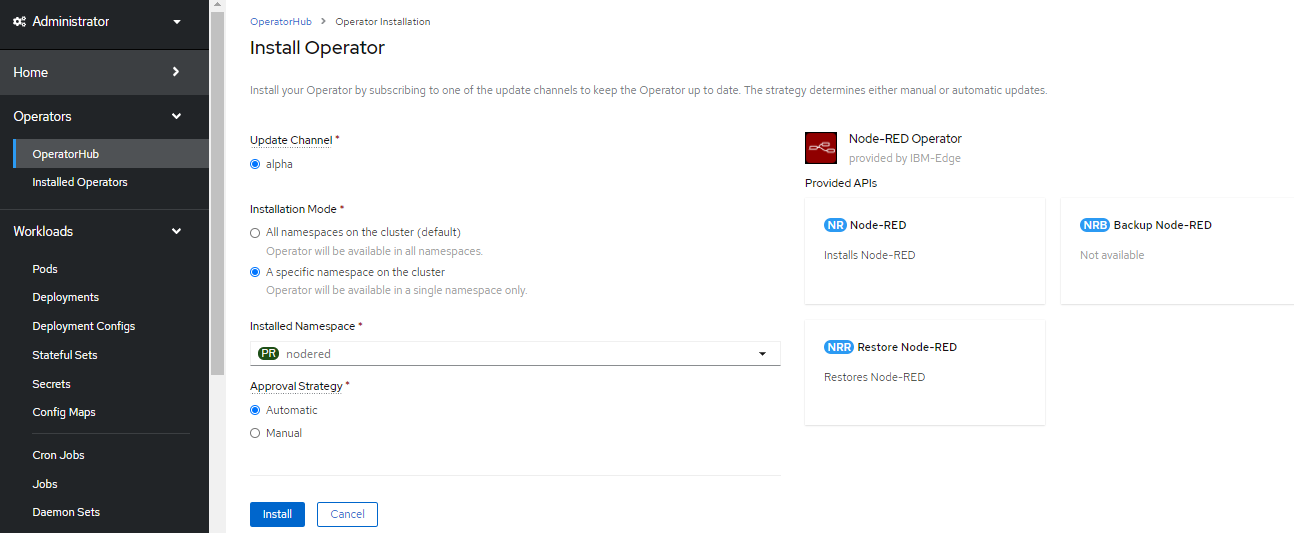 Administrator
Home
Operators
OperatorHub
Installed Operators
Workloads
Pods
Deployments
Deployment Configs
Stateful Sets
Secrets
Config Maps
Cron Jobs
Jobs
Daemon Sets
OperatorHub > Operator Installation
Install Operator
Install your Operator by subscribing to one of the update channels to keep the Operator up to date. The strategy determines either manual or automatic updates.
Update Channel *
alpha
Installation Mode *
All namespaces on the cluster (default)
Operator will be available in all namespaces.
A specific namespace on the cluster
Operator will be available in a single namespace only.
Installed Namespace *
PR nodered
Approval Strategy *
Automatic
Manual
Install Cancel
Node-RED Operator
provided by IBM-Edge
Provided APIs
NR Node-RED
Installs Node-RED
NRB Backup Node-RED
Not available
NRR Restore Node-RED
Restores Node-RED